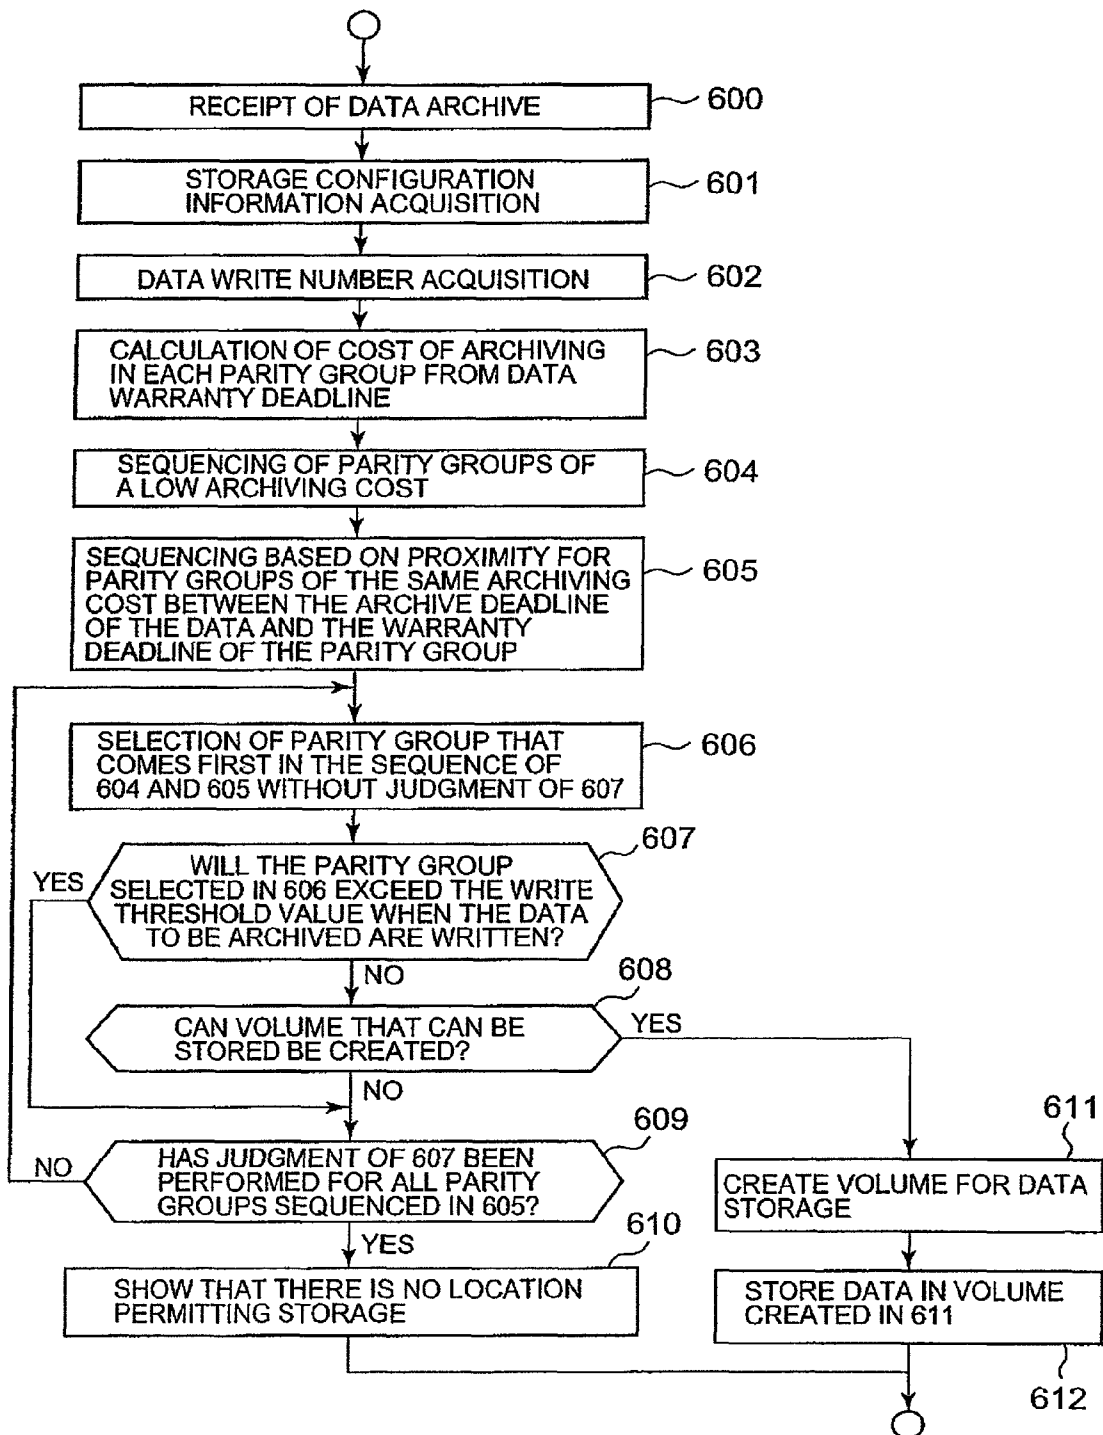 RECEIPT OF DATA ARCHIVE
600
STORAGE CONFIGURATION
INFORMATION ACQUISITION
601
DATA WRITE NUMBER ACQUISITION
602
CALCULATION OF COST OF ARCHIVING
IN EACH PARITY GROUP FROM DATA
WARRANTY DEADLINE
603
SEQUENCING OF PARITY GROUPS OF
A LOW ARCHIVING COST
604
SEQUENCING BASED ON PROXIMITY FOR
PARITY GROUPS OF THE SAME ARCHIVING
COST BETWEEN THE ARCHIVE DEADLINE
OF THE DATA AND THE WARRANTY
DEADLINE OF THE PARITY GROUP
605
SELECTION OF PARITY GROUP THAT
COMES FIRST IN THE SEQUENCE OF
604 AND 605 WITHOUT JUDGMENT OF 607
606
WILL THE PARITY GROUP
SELECTED IN 606 EXCEED THE WRITE
THRESHOLD VALUE WHEN THE DATA
TO BE ARCHIVED ARE WRITTEN?
607
YES
NO
608
CAN VOLUME THAT CAN BE
STORED BE CREATED?
YES
NO
609
HAS JUDGMENT OF 607 BEEN
PERFORMED FOR ALL PARITY
GROUPS SEQUENCED IN 605?
NO
YES
610
SHOW THAT THERE IS NO LOCATION
PERMITTING STORAGE
611
CREATE VOLUME FOR DATA
STORAGE
STORE DATA IN VOLUME
CREATED IN 611
612